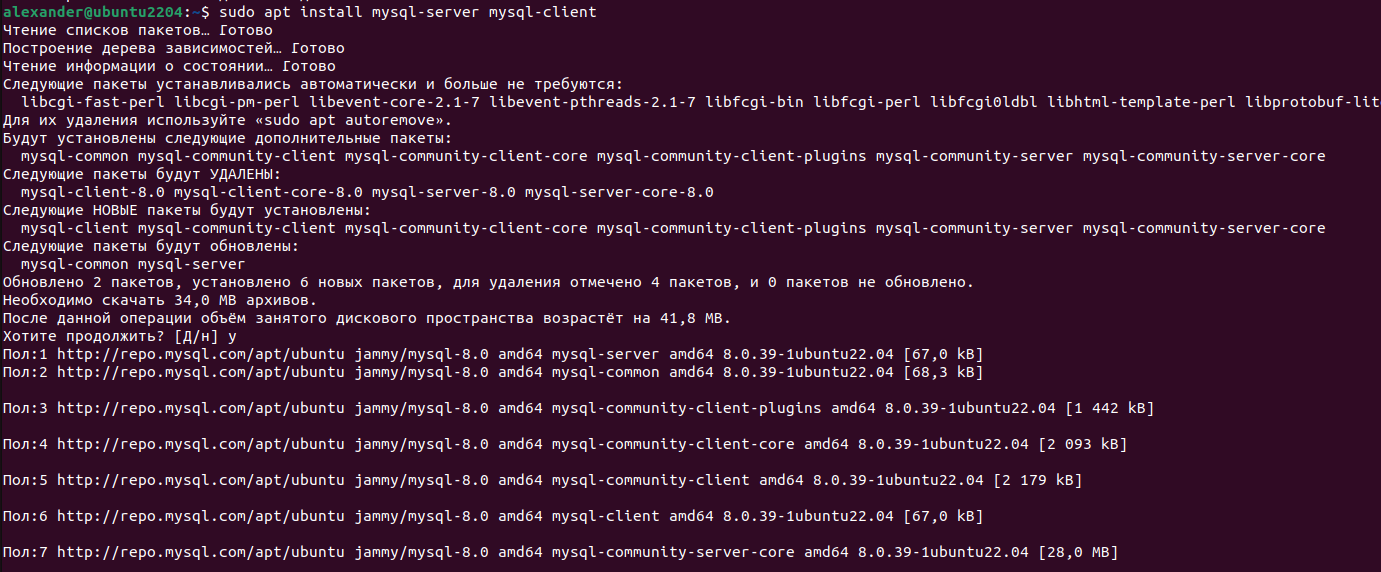 alexander@ubuntu2204:~$ sudo apt install mysql-server mysql-client
Чтение списков пакетов… Готово
Построение дерева зависимостей… Готово
Чтение информации о состоянии… Готово
Следующие пакеты устанавливались автоматически и больше не требуются:
  libcgi-fast-perl libcgi-pm-perl libevent-core-2.1-7 libevent-pthreads-2.1-7 libfcgi-bin libfcgi-perl libfcgi0ldbl libhtml-template-perl libprotobuf-lite
Для их удаления используйте «sudo apt autoremove».
Будут установлены следующие дополнительные пакеты:
  mysql-common mysql-community-client mysql-community-client-core mysql-community-client-plugins mysql-community-server mysql-community-server-core
Следующие пакеты будут УДАЛЕНЫ:
  mysql-client-8.0 mysql-client-core-8.0 mysql-server-8.0 mysql-server-core-8.0
Следующие НОВЫЕ пакеты будут установлены:
  mysql-client mysql-community-client mysql-community-client-core mysql-community-client-plugins mysql-community-server mysql-community-server-core
Следующие пакеты будут обновлены:
  mysql-common mysql-server
Обновлено 2 пакетов, установлено 6 новых пакетов, для удаления отмечено 4 пакетов, и 0 пакетов не обновлено.
Необходимо скачать 34,0 MB архивов.
После данной операции объём занятого дискового пространства возрастёт на 41,8 MB.
Хотите продолжить? [Д/н] y
Пол:1 http://repo.mysql.com/apt/ubuntu jammy/mysql-8.0 amd64 mysql-server amd64 8.0.39-1ubuntu22.04 [67,0 kB]
Пол:2 http://repo.mysql.com/apt/ubuntu jammy/mysql-8.0 amd64 mysql-common amd64 8.0.39-1ubuntu22.04 [68,3 kB]
Пол:3 http://repo.mysql.com/apt/ubuntu jammy/mysql-8.0 amd64 mysql-community-client-plugins amd64 8.0.39-1ubuntu22.04 [1 442 kB]
Пол:4 http://repo.mysql.com/apt/ubuntu jammy/mysql-8.0 amd64 mysql-community-client-core amd64 8.0.39-1ubuntu22.04 [2 093 kB]
Пол:5 http://repo.mysql.com/apt/ubuntu jammy/mysql-8.0 amd64 mysql-community-client amd64 8.0.39-1ubuntu22.04 [2 179 kB]
Пол:6 http://repo.mysql.com/apt/ubuntu jammy/mysql-8.0 amd64 mysql-client amd64 8.0.39-1ubuntu22.04 [67,0 kB]
Пол:7 http://repo.mysql.com/apt/ubuntu jammy/mysql-8.0 amd64 mysql-community-server-core amd64 8.0.39-1ubuntu22.04 [28,0 MB]